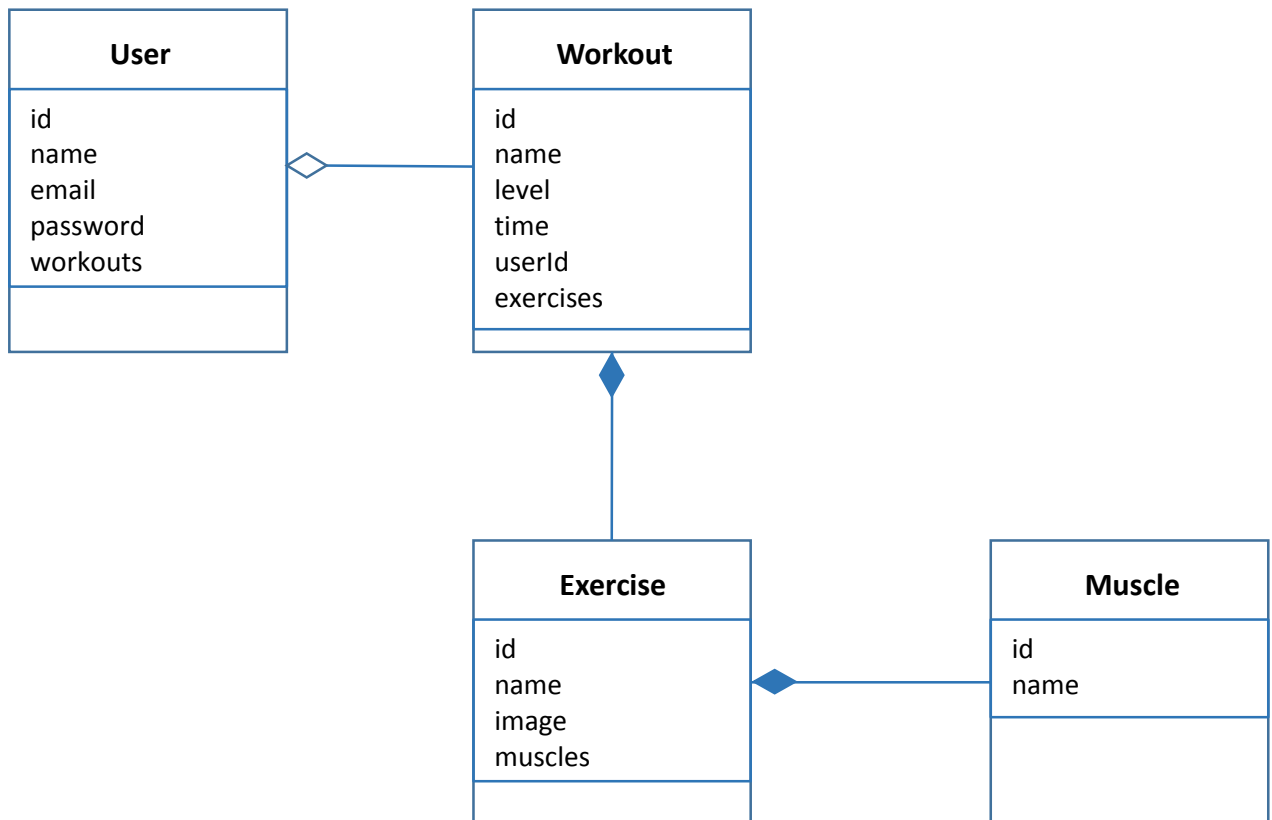 User
id
name
email
password
workouts
Workout
id
name
level
time
userId
exercises
Exercise
id
name
image
muscles
Muscle
id
name